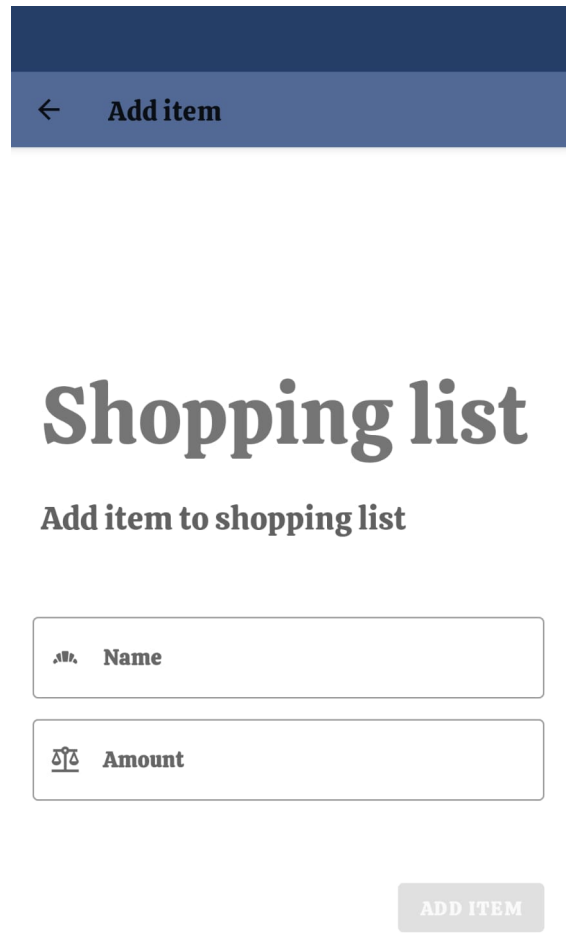 Add item
Shopping list
Add item to shopping list
Name
Amount
ADD ITEM